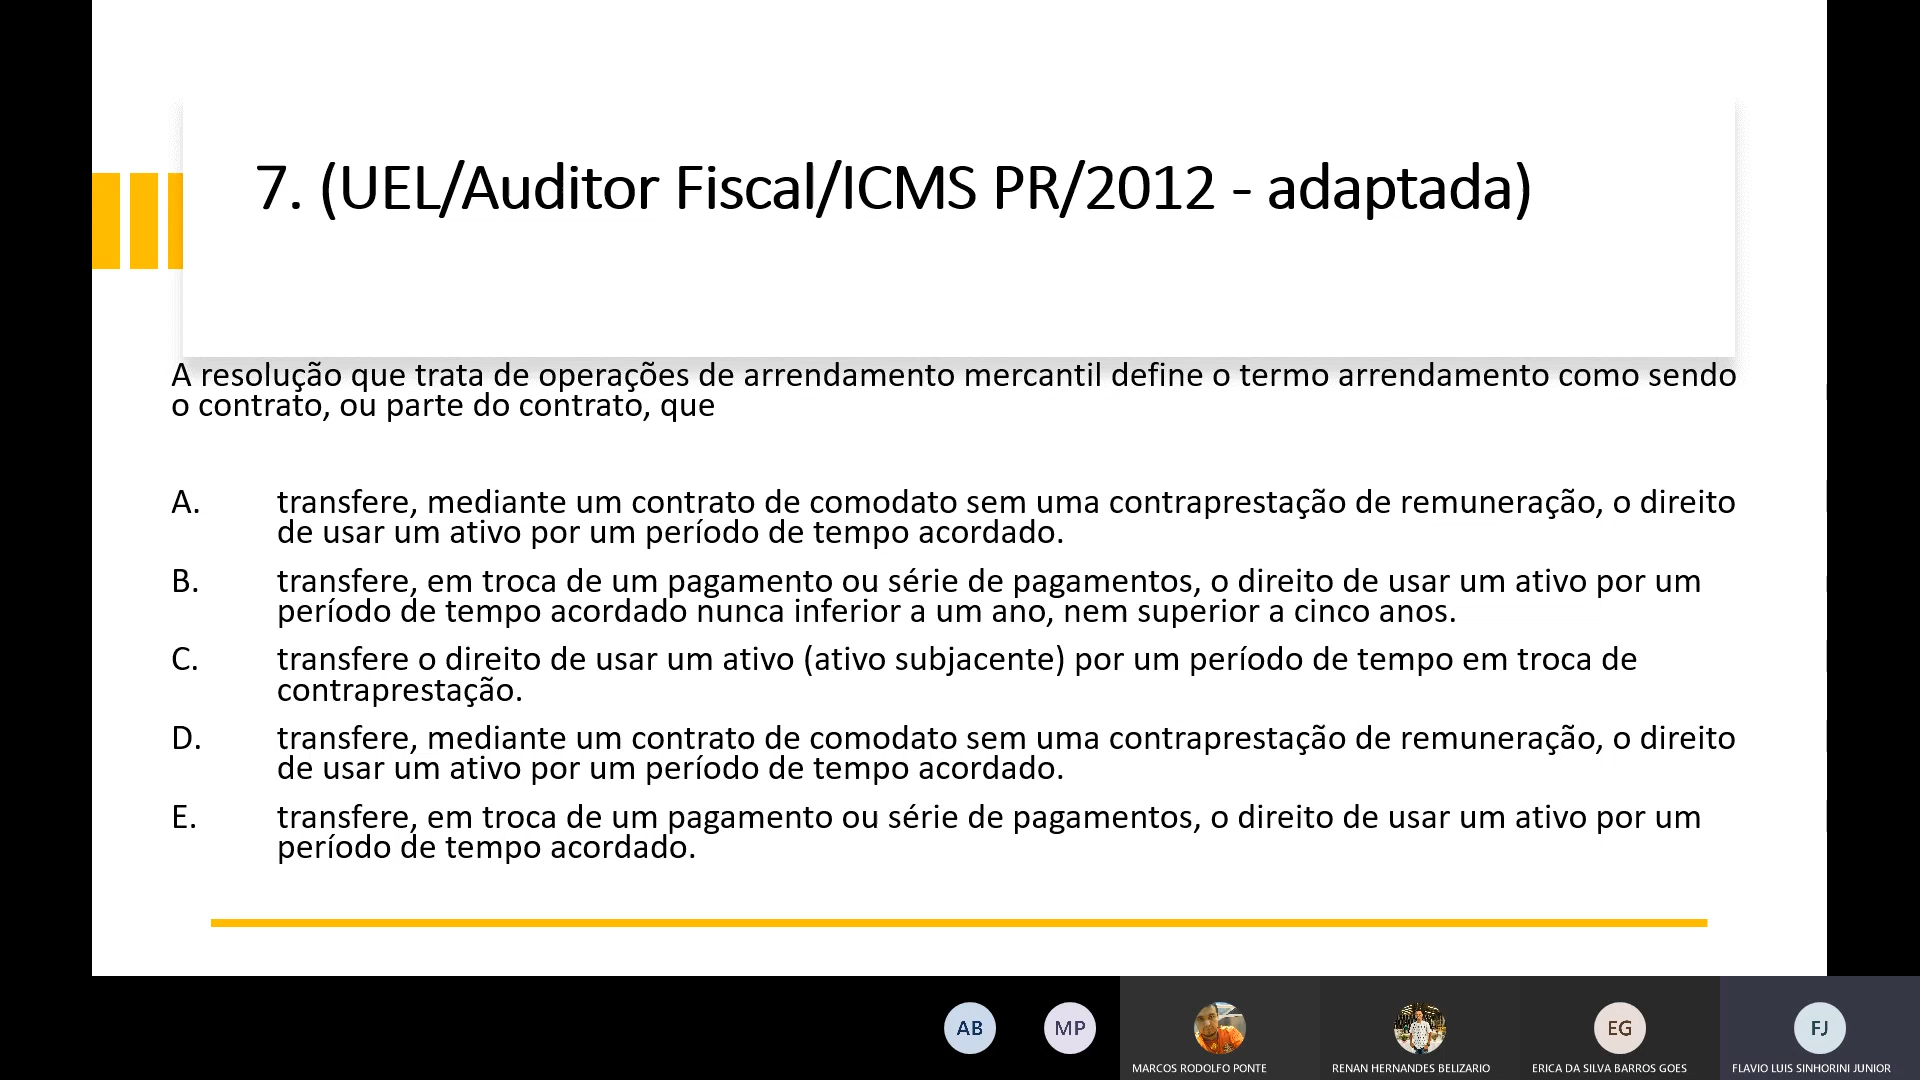 7. (UEL/Auditor Fiscal/ICMS PR/2012 - adaptada)
A resolução que trata de operações de arrendamento mercantil define o termo arrendamento como sendo
o contrato, ou parte do contrato, que
A. transfere, mediante um contrato de comodato sem uma contraprestação de remuneração, o direito
de usar um ativo por um período de tempo acordado.
B. transfere, em troca de um pagamento ou série de pagamentos, o direito de usar um ativo por um
período de tempo acordado nunca inferior a um ano, nem superior a cinco anos.
C. transfere o direito de usar um ativo (ativo subjacente) por um período de tempo em troca de
contraprestação.
D. transfere, mediante um contrato de comodato sem uma contraprestação de remuneração, o direito
de usar um ativo por um período de tempo acordado.
E. transfere, em troca de um pagamento ou série de pagamentos, o direito de usar um ativo por um
período de tempo acordado.
AB MP EG FJ
MARCOS RODOLFO PONTE RENAN HERNANDES BELIZARIO ERICA DA SILVA BARROS GOES FLAVIO LUIS SINHORINI JUNIOR